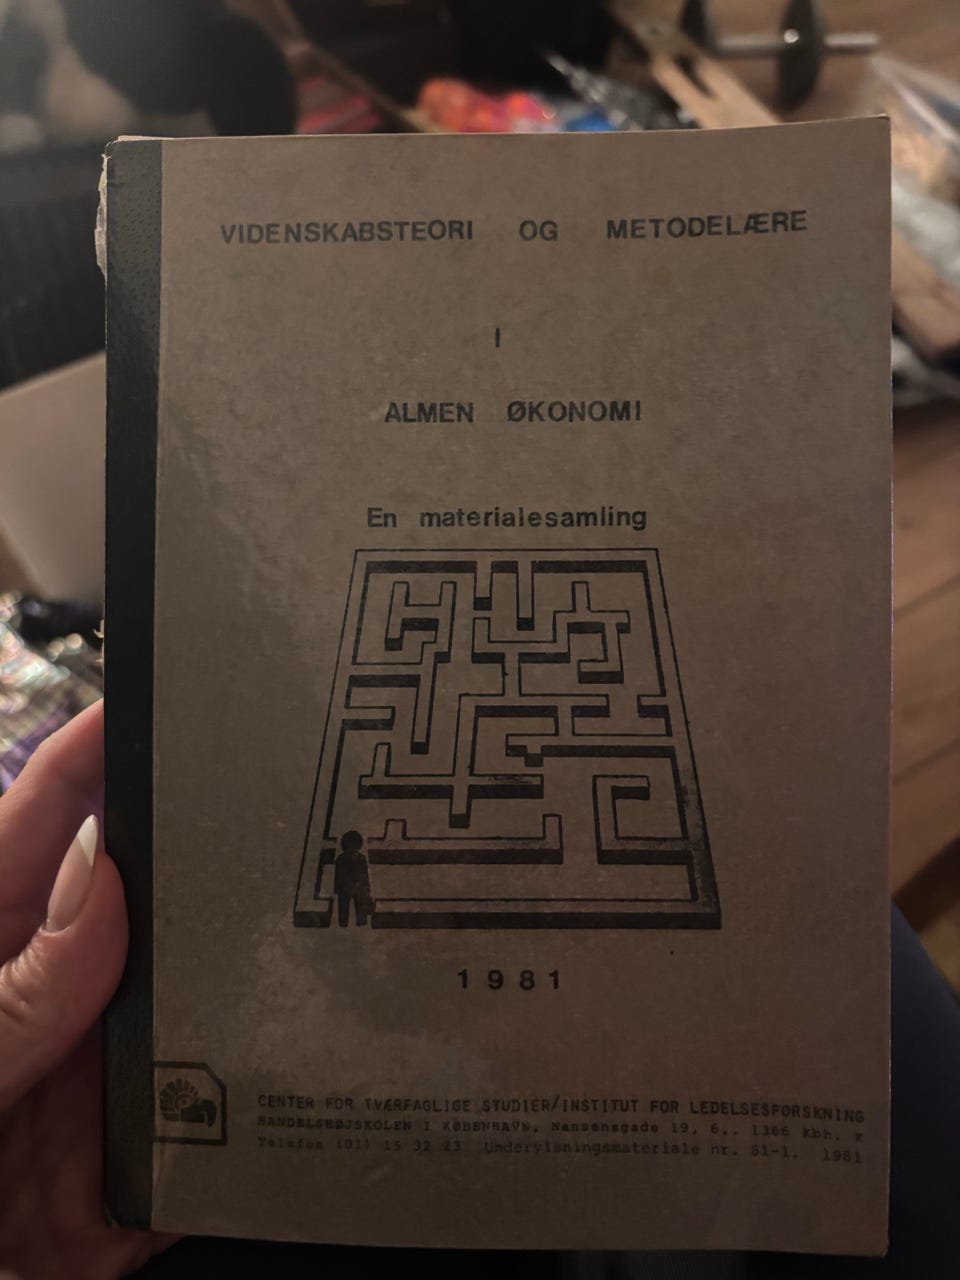 VIDENSKABSTEORI OG METODELÆRE
I
ALMEN ØKONOMI
En materialesamling
1981
CENTER FOR TVÆRFAGLIGE STUDIER/INSTITUT FOR LEDELSESFORSKNING
HANDELSHØJSKOLEN I KØBENHAVN, Nansensgade 19, 6., 1366 Kbh. K
Telefon (01) 15 32 23 Undervisningsmateriale nr. 81-1. 1981